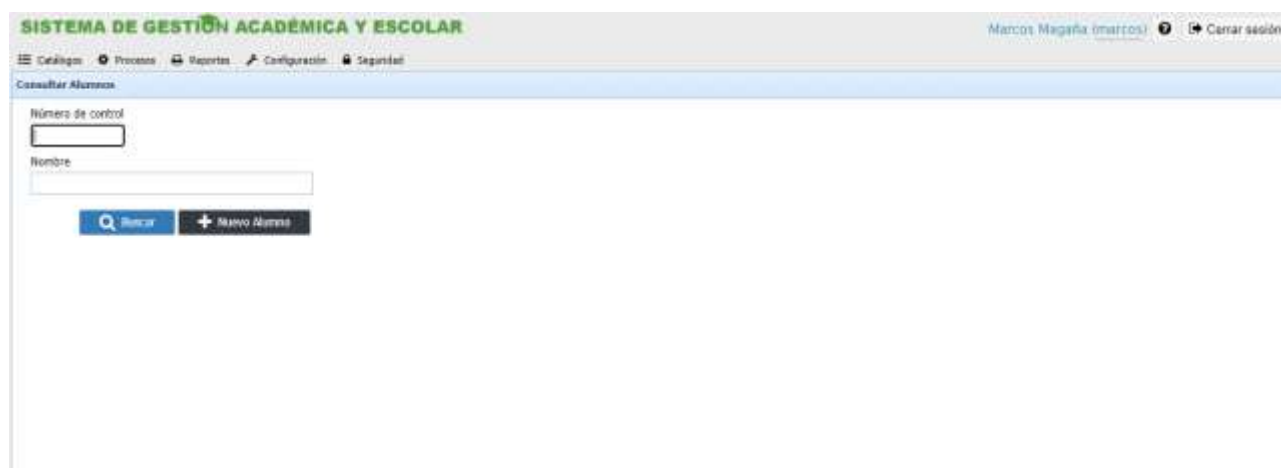 SISTEMA DE GESTIÓN ACADÉMICA Y ESCOLAR
Marcos Magaña (marcos) Cerrar sesión
Catálogos Procesos Reportes Configuración Seguridad
Consultar Alumnos
Número de control
Nombre
Buscar Nuevo Alumno